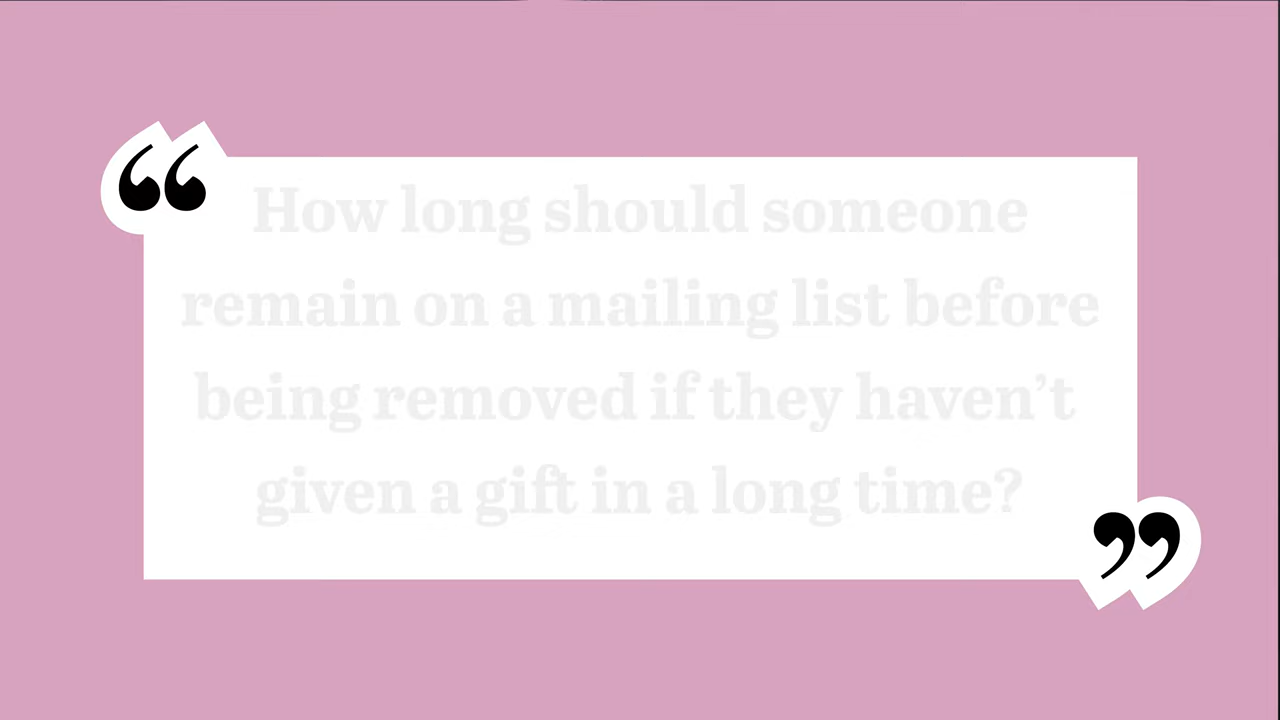 “
How long should someone
remain on a mailing list before
being removed if they haven’t
given a gift in a long time?
”